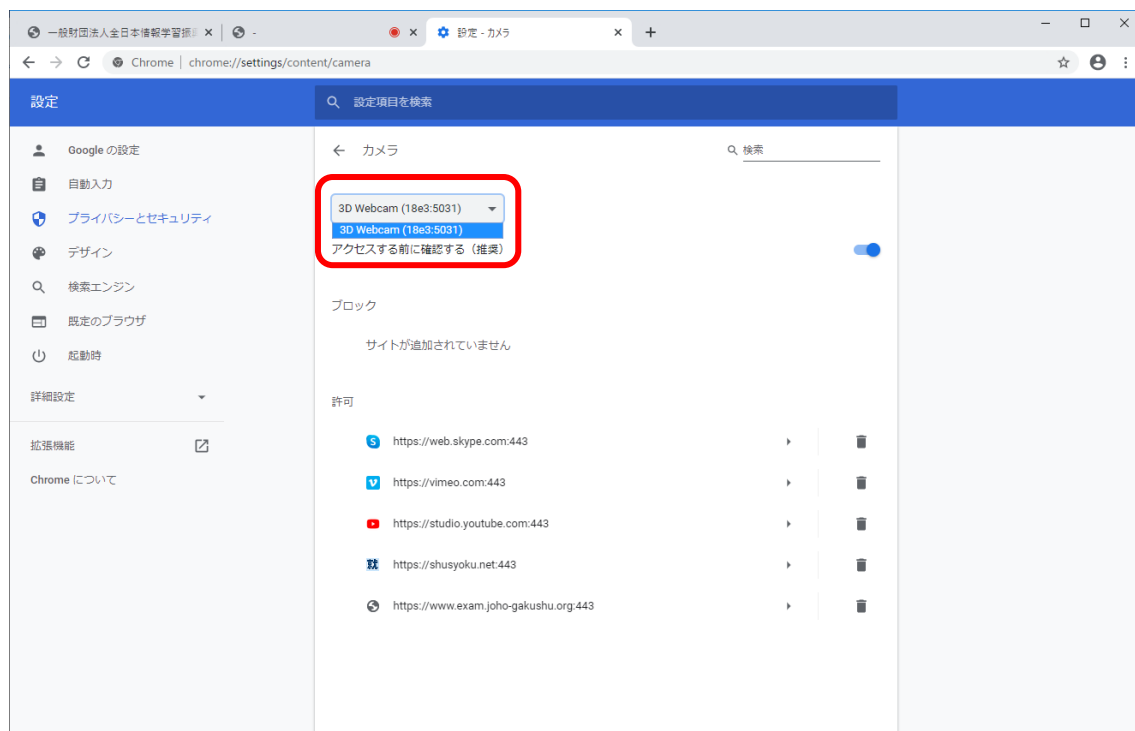 一般財団法人全日本情報学習振
-
設定 - カメラ
Chrome | chrome://settings/content/camera
設定
設定項目を検索
Google の設定
自動入力
プライバシーとセキュリティ
デザイン
検索エンジン
既定のブラウザ
起動時
詳細設定
拡張機能
Chrome について
カメラ
検索
3D Webcam (18e3:5031)
3D Webcam (18e3:5031)
アクセスする前に確認する（推奨）
ブロック
サイトが追加されていません
許可
https://web.skype.com:443
https://vimeo.com:443
https://studio.youtube.com:443
https://shusyoku.net:443
https://www.exam.joho-gakushu.org:443